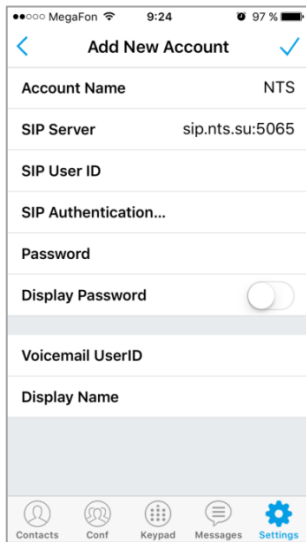 MegaFon 9:24 97 %
Add New Account
Account Name NTS
SIP Server sip.nts.su:5065
SIP User ID
SIP Authentication...
Password
Display Password
Voicemail UserID
Display Name
Contacts Conf Keypad Messages Settings